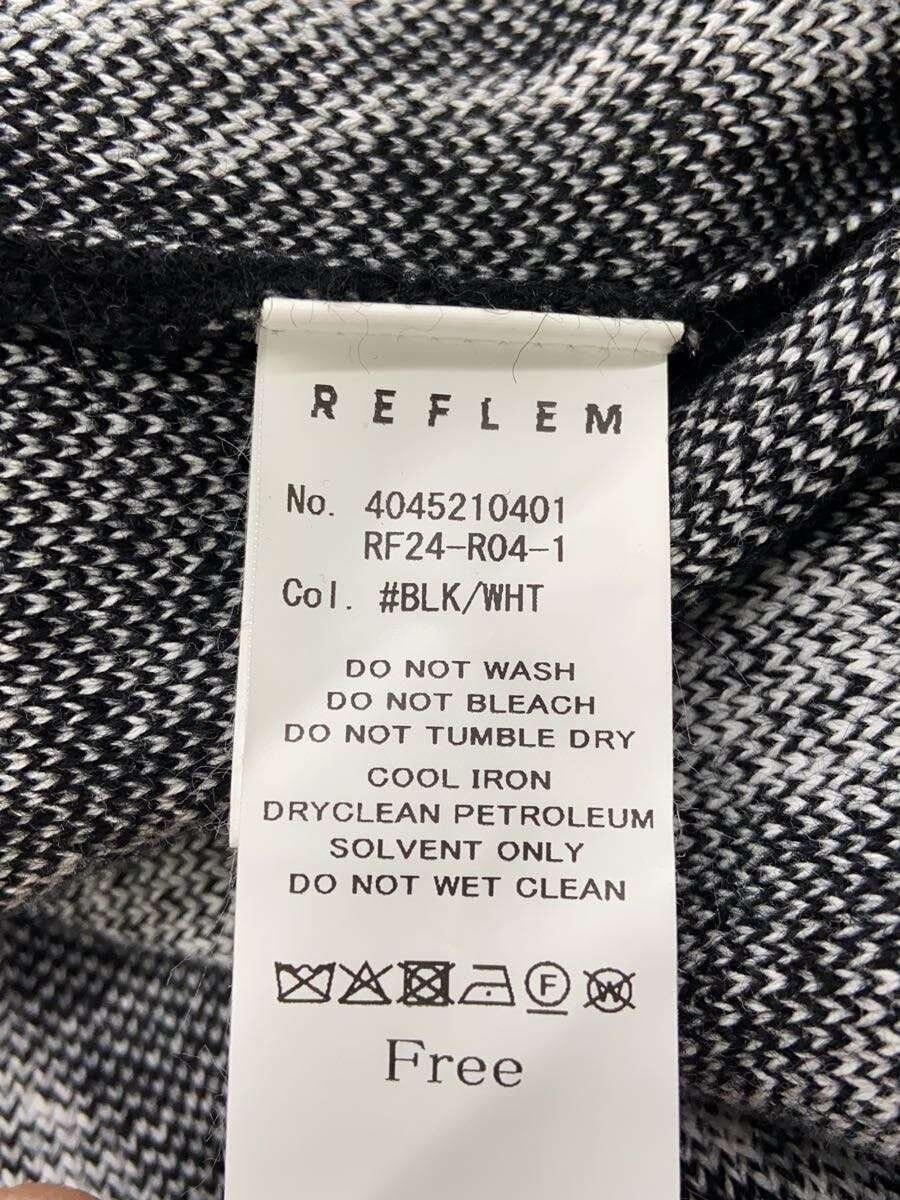 REFLEM
No. 4045210401
RF24-R04-1
Col. #BLK/WHT
DO NOT WASH
DO NOT BLEACH
DO NOT TUMBLE DRY
COOL IRON
DRYCLEAN PETROLEUM
SOLVENT ONLY
DO NOT WET CLEAN
F W
Free